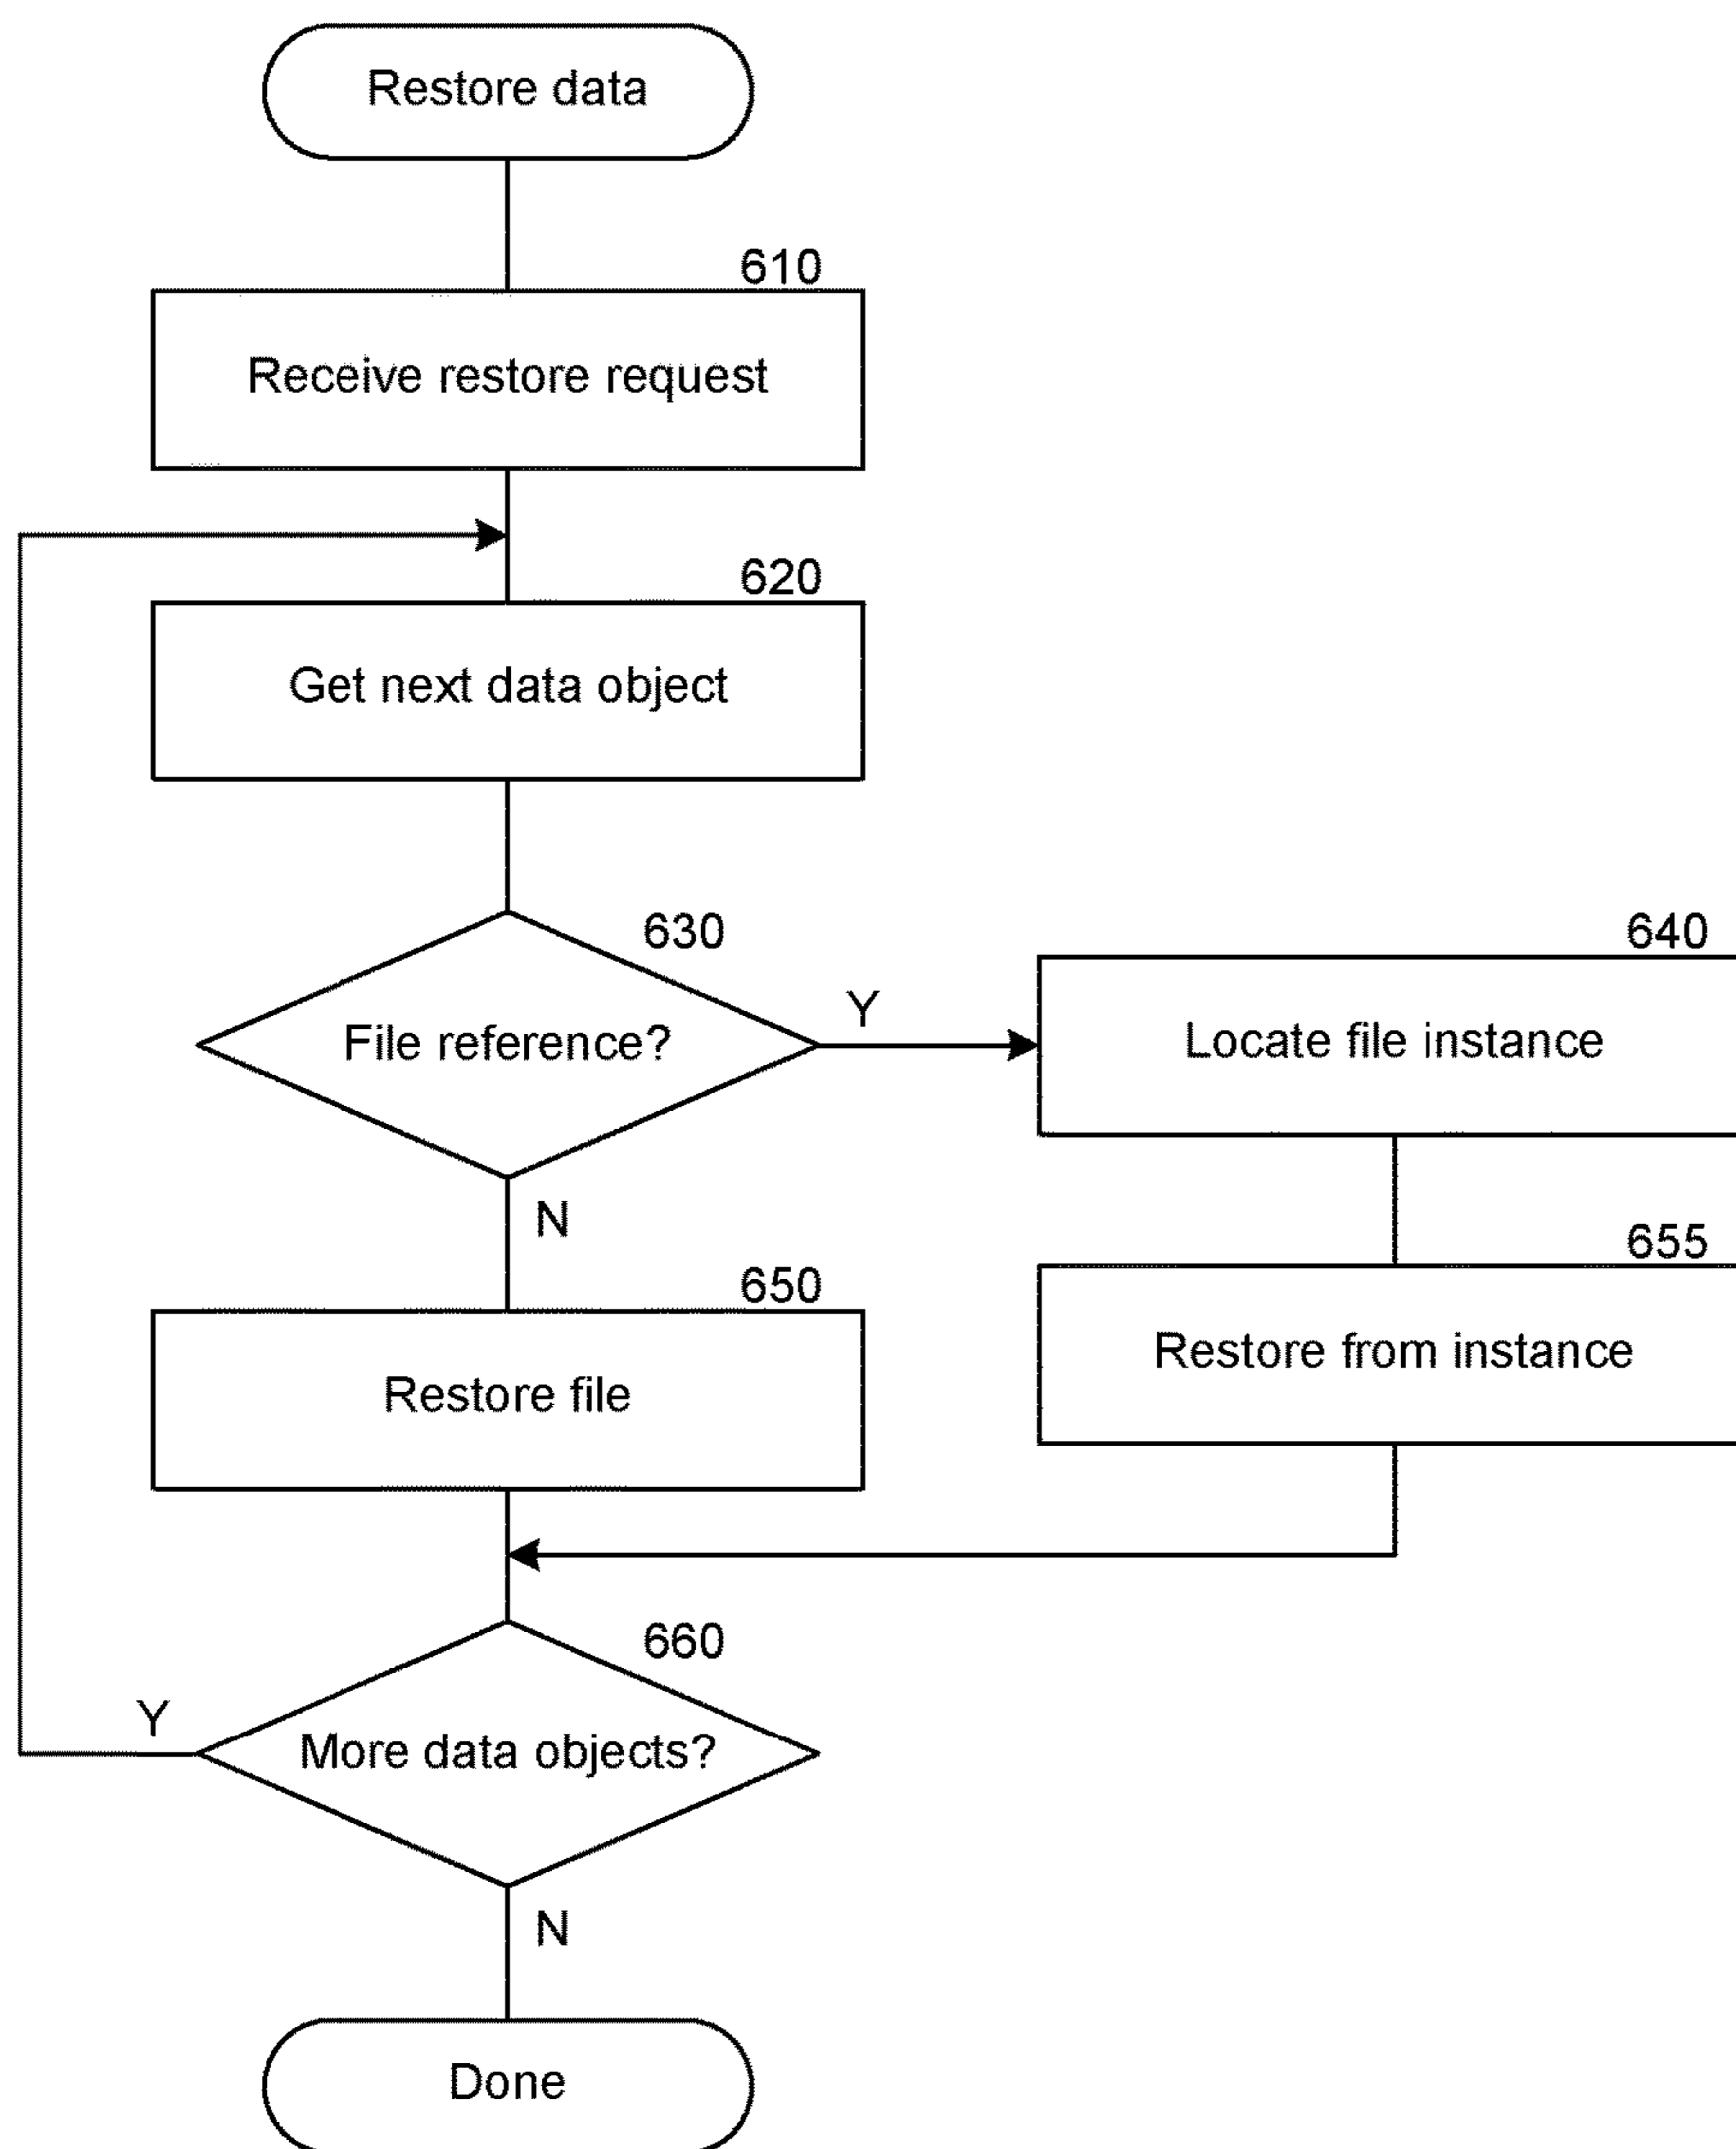 Restore data
610
Receive restore request
620
Get next data object
630
File reference?
Y
640
Locate file instance
N
655
Restore from instance
650
Restore file
660
More data objects?
Y
N
Done